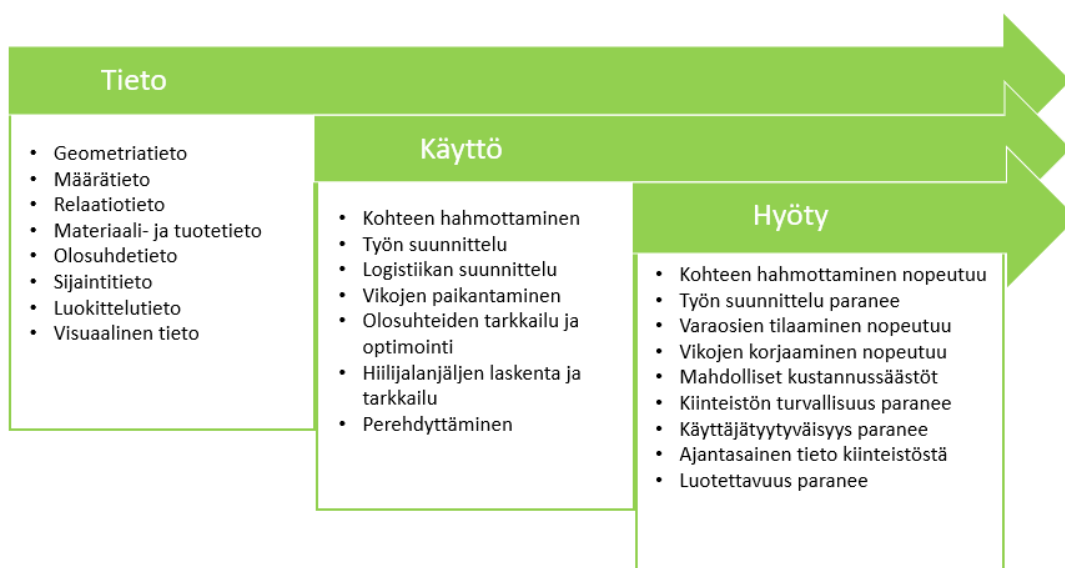 Tieto
• Geometriatieto
• Määrätieto
• Relaatiotieto
• Materiaali- ja tuotetieto
• Olosuhdetieto
• Sijaintitieto
• Luokittelutieto
• Visuaalinen tieto
Käyttö
• Kohteen hahmottaminen
• Työn suunnittelu
• Logistiikan suunnittelu
• Vikojen paikantaminen
• Olosuhteiden tarkkailu ja
optimointi
• Hiilijalanjäljen laskenta ja
tarkkailu
• Perehdyttäminen
Hyöty
• Kohteen hahmottaminen nopeutuu
• Työn suunnittelu paranee
• Varaosien tilaaminen nopeutuu
• Vikojen korjaaminen nopeutuu
• Mahdolliset kustannussäästöt
• Kiinteistön turvallisuus paranee
• Käyttäjätyytyväisyys paranee
• Ajantasainen tieto kiinteistöstä
• Luotettavuus paranee